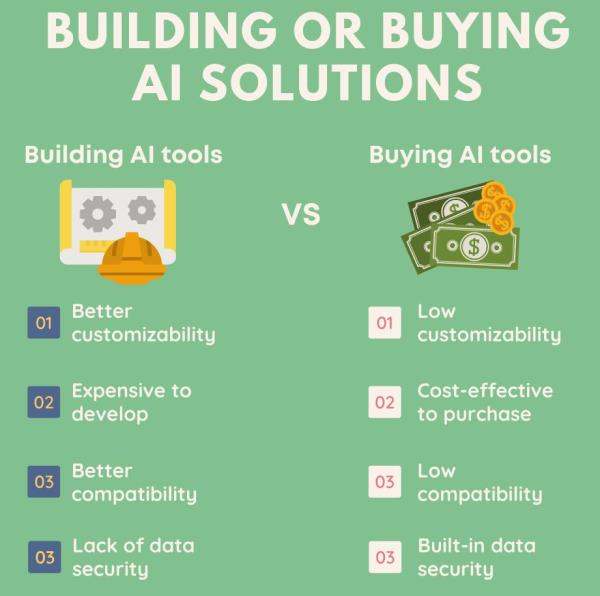 BUILDING OR BUYING
AI SOLUTIONS
Building AI tools
VS
Buying AI tools
01
Better
customizability
02
Expensive to
develop
03
Better
compatibility
03
Lack of data
security
01
Low
customizability
02
Cost-effective
to purchase
03
Low
compatibility
03
Built-in data
security